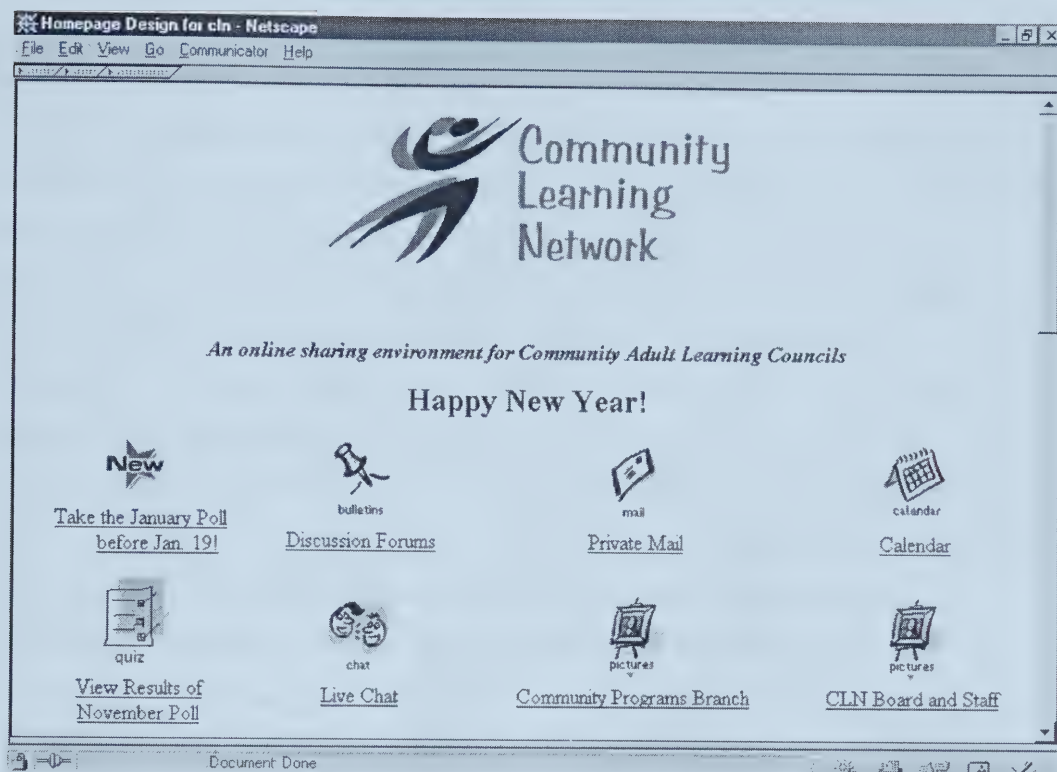 Homepage Design for cln - Netscape
File Edit View Go Communicator Help
Community
Learning
Network
An online sharing environment for Community Adult Learning Councils
Happy New Year!
New
Take the January Poll
before Jan. 19!
bulletins
Discussion Forums
mail
Private Mail
calendar
Calendar
quiz
View Results of
November Poll
chat
Live Chat
pictures
Community Programs Branch
pictures
CLN Board and Staff
Document Done